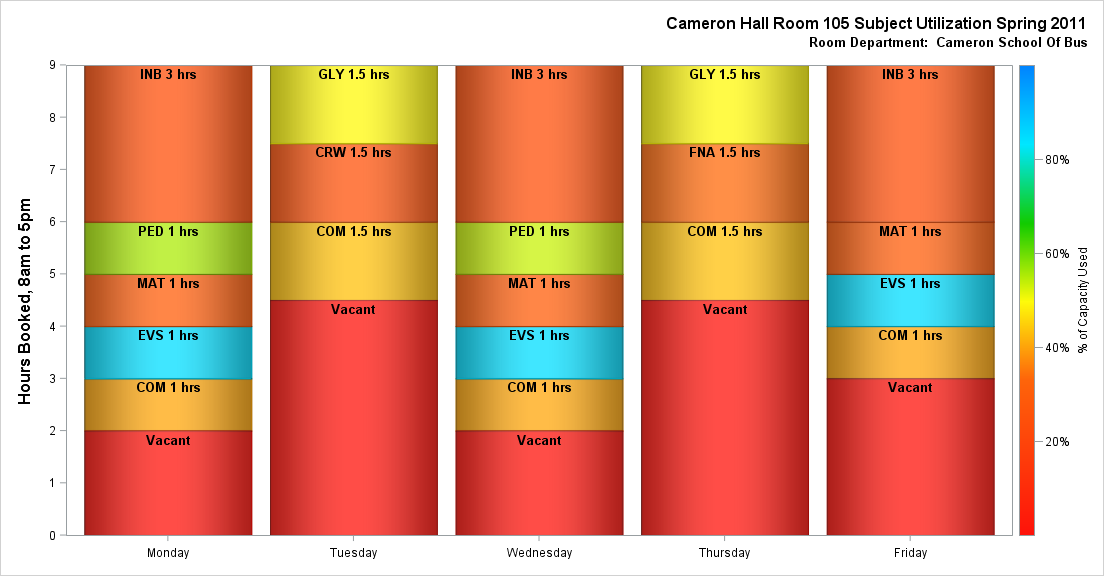 Cameron Hall Room 105 Subject Utilization Spring 2011
Room Department:  Cameron School Of Bus
Hours Booked, 8am to 5pm
9
8
7
6
5
4
3
2
1
0
INB 3 hrs
PED 1 hrs
MAT 1 hrs
EVS 1 hrs
COM 1 hrs
Vacant
Monday
GLY 1.5 hrs
CRW 1.5 hrs
COM 1.5 hrs
Vacant
Tuesday
INB 3 hrs
PED 1 hrs
MAT 1 hrs
EVS 1 hrs
COM 1 hrs
Vacant
Wednesday
GLY 1.5 hrs
FNA 1.5 hrs
COM 1.5 hrs
Vacant
Thursday
INB 3 hrs
MAT 1 hrs
EVS 1 hrs
COM 1 hrs
Vacant
Friday
80%
60%
40%
20%
% of Capacity Used